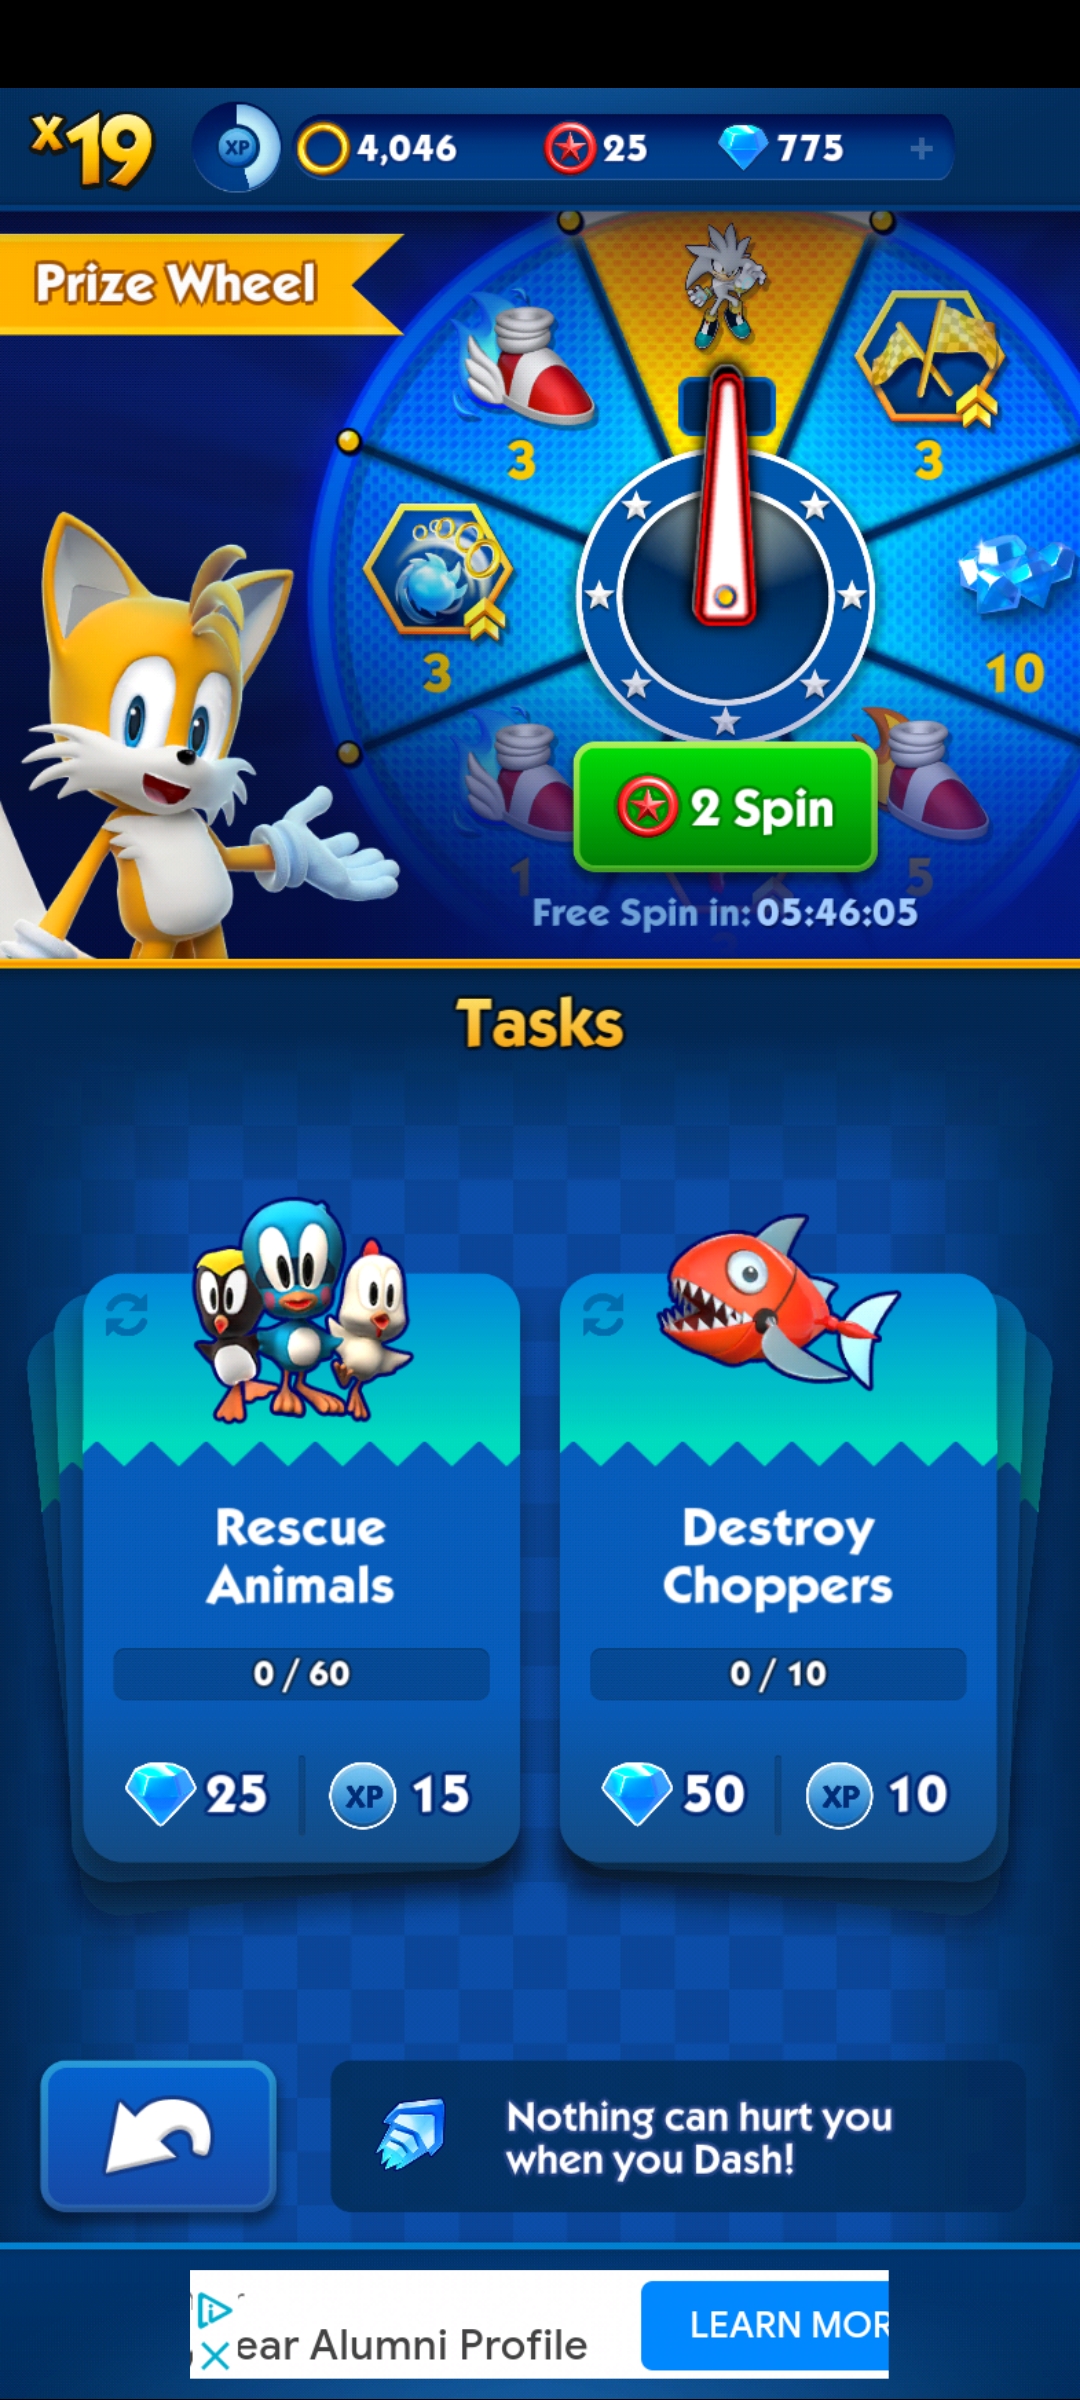 x19
XP
4,046
25
775
+
Prize Wheel
3
3
3
10
2 Spin
1
5
Free Spin in: 05:46:05
Tasks
Rescue
Animals
0 / 60
25
XP
15
Destroy
Choppers
0 / 10
50
XP
10
Nothing can hurt you
when you Dash!
ear Alumni Profile
LEARN MOR